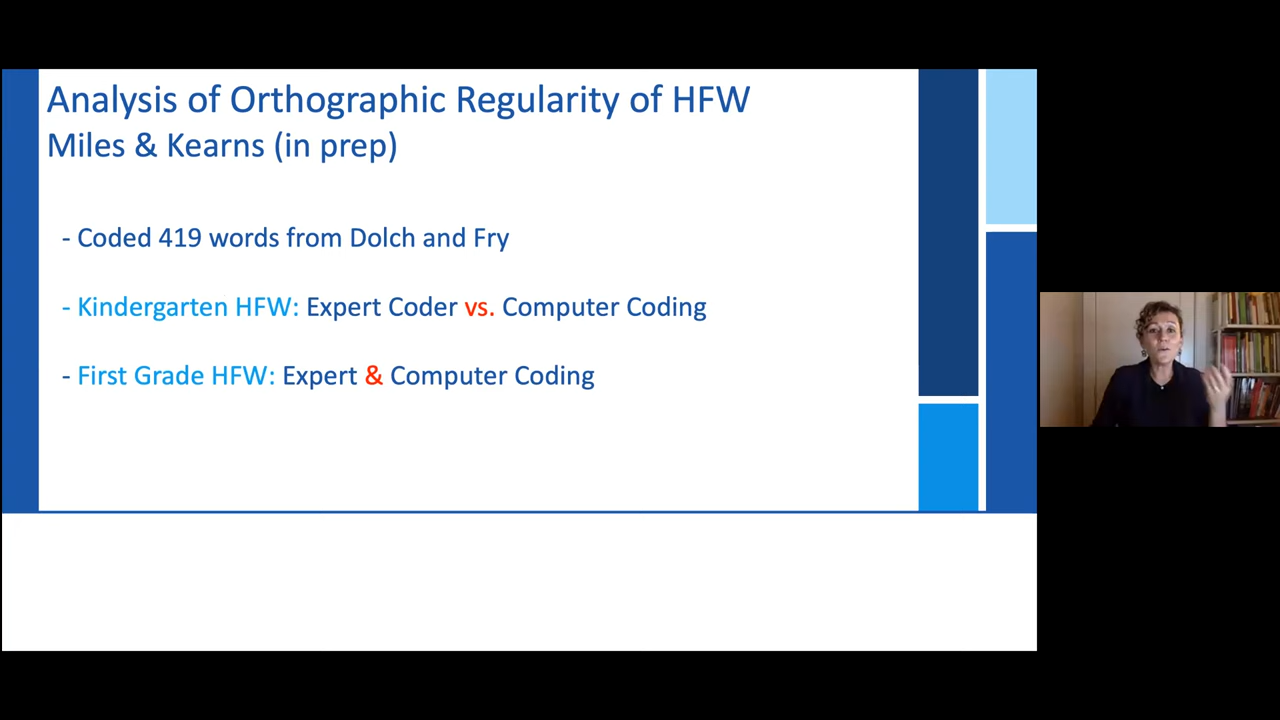 Analysis of Orthographic Regularity of HFW
Miles & Kearns (in prep)
- Coded 419 words from Dolch and Fry
- Kindergarten HFW: Expert Coder vs. Computer Coding
- First Grade HFW: Expert & Computer Coding